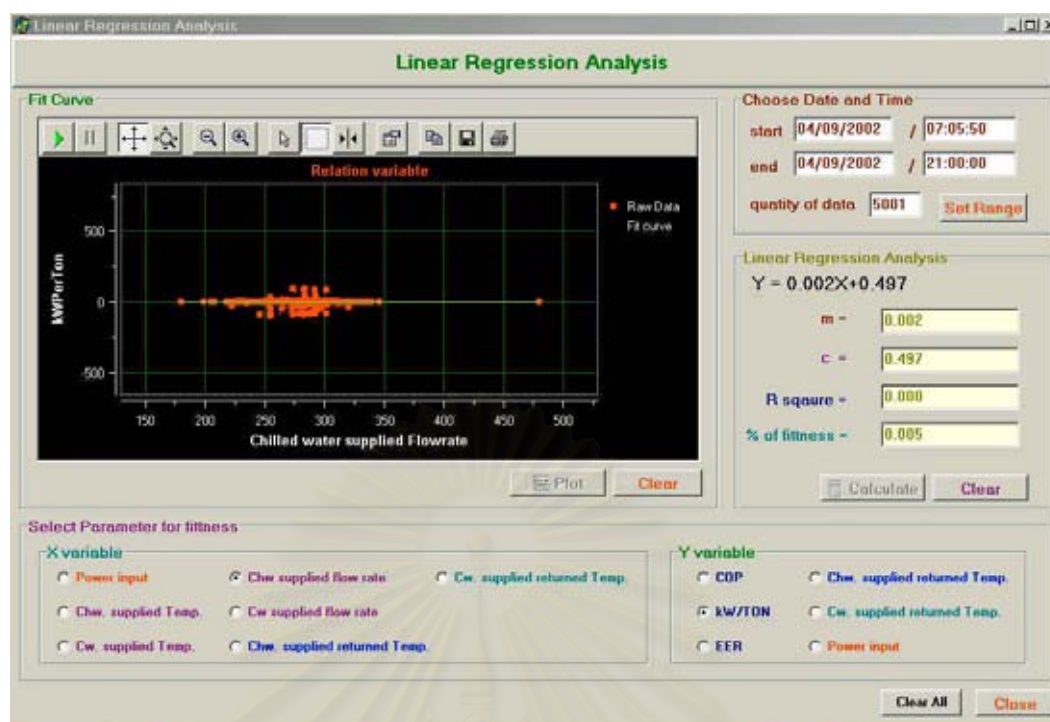 Linear Regression Analysis
Linear Regression Analysis
Fit Curve
Relation variable
Raw Data
Fit curve
kWPerTon
500
0
-500
150 200 250 300 350 400 450 500
Chilled water supplied Flowrate
Plot Clear
Choose Date and Time
start 04/09/2002 / 07:05:50
end 04/09/2002 / 21:00:00
quatity of data 5001 Set Range
Linear Regression Analysis
Y = 0.002X+0.497
m = 0.002
c = 0.497
R sqaure = 0.000
% of fittness = 0.005
Calculate Clear
Select Parameter for fittness
X variable
Power input Chw supplied flow rate Cw. supplied returned Temp.
Chw. supplied Temp. Cw supplied flow rate
Cw. supplied Temp. Chw. supplied returned Temp.
Y variable
COP Chw. supplied returned Temp.
kW/TON Cw. supplied returned Temp.
EER Power input
Clear All Close